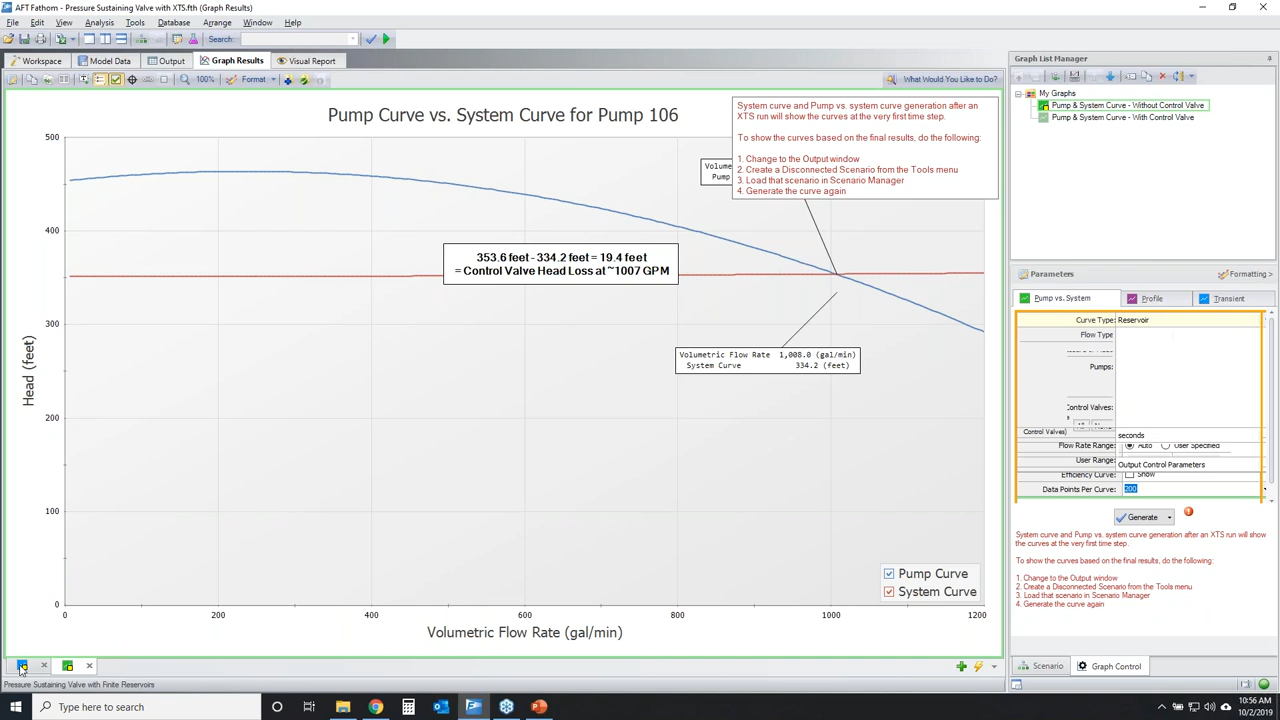 AFT Fathom - Pressure Sustaining Valve with XTS.fth (Graph Results)
File Edit View Analysis Tools Database Arrange Window Help
Search:
Workspace Model Data Output Graph Results Visual Report
100% Format What Would You Like to Do?
Pump Curve vs. System Curve for Pump 106
System curve and Pump vs. system curve generation after an
XTS run will show the curves at the very first time step.
To show the curves based on the final results, do the following:
1. Change to the Output window
2. Create a Disconnected Scenario from the Tools menu
3. Load that scenario in Scenario Manager
4. Generate the curve again
Volume
Pump
353.6 feet - 334.2 feet = 19.4 feet
= Control Valve Head Loss at ~1007 GPM
Volumetric Flow Rate 1,008.0 (gal/min)
System Curve 334.2 (feet)
500
400
300
200
100
0
Head (feet)
0 200 400 600 800 1000 1200
Volumetric Flow Rate (gal/min)
Pump Curve
System Curve
Graph List Manager
My Graphs
Pump & System Curve - Without Control Valve
Pump & System Curve - With Control Valve
Parameters Formatting >
Pump vs. System Profile Transient
Curve Type: Reservoir
Flow Type
Pumps:
Control Valves:
Control Valves)
seconds
Flow Rate Range: Auto User Specified
User Range: Output Control Parameters
Efficiency Curve: Show
Data Points Per Curve: 200
Generate
System curve and Pump vs. system curve generation after an XTS run will show
the curves at the very first time step.
To show the curves based on the final results, do the following:
1. Change to the Output window
2. Create a Disconnected Scenario from the Tools menu
3. Load that scenario in Scenario Manager
4. Generate the curve again
Scenario Graph Control
Pressure Sustaining Valve with Finite Reservoirs
Type here to search
10:56 AM
10/2/2019